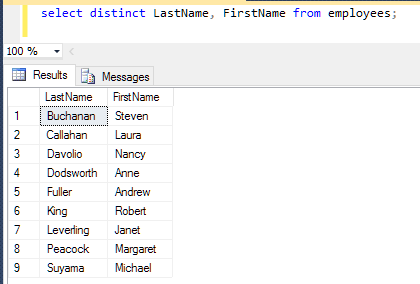 select distinct LastName, FirstName from employees;
100 %
Results Messages
LastName FirstName
1 Buchanan Steven
2 Callahan Laura
3 Davolio Nancy
4 Dodsworth Anne
5 Fuller Andrew
6 King Robert
7 Leverling Janet
8 Peacock Margaret
9 Suyama Michael